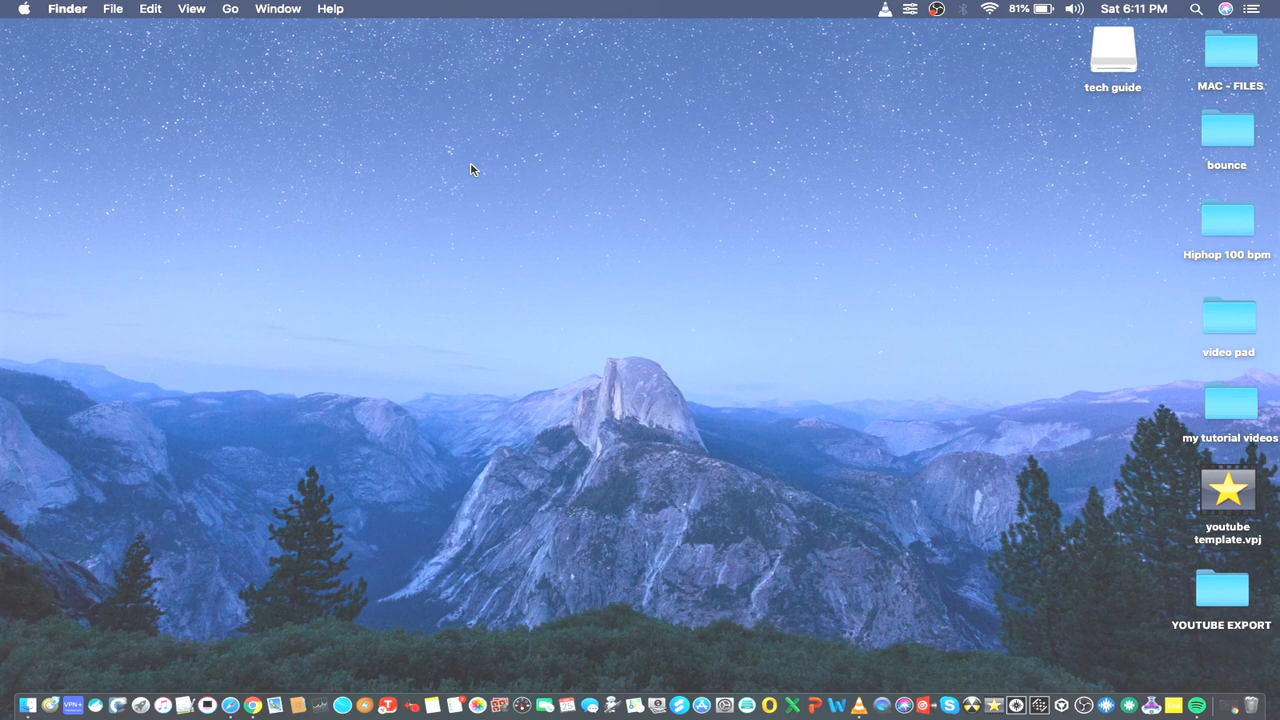 Finder File Edit View Go Window Help 81% Sat 6:11 PM
tech guide
MAC - FILES
bounce
Hiphop 100 bpm
video pad
my tutorial videos
youtube
template.vpj
YOUTUBE EXPORT
VPN+